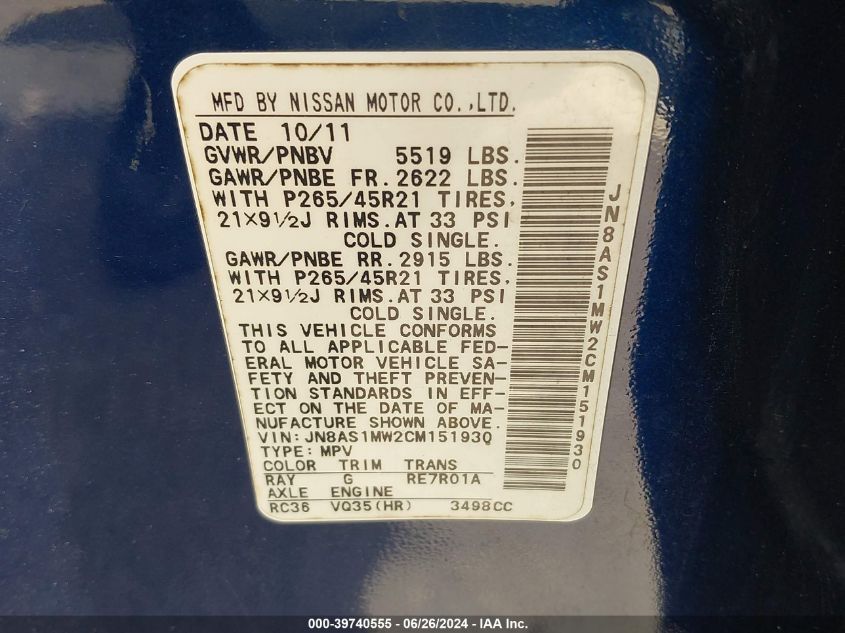 MFD BY NISSAN MOTOR CO.,LTD.
DATE 10/11
GVWR/PNBV 5519 LBS.
GAWR/PNBE FR.2622 LBS.
WITH P265/45R21 TIRES,
21×9½J RIMS.AT 33 PSI
COLD SINGLE.
GAWR/PNBE RR.2915 LBS.
WITH P265/45R21 TIRES,
21×9½J RIMS.AT 33 PSI
COLD SINGLE.
THIS VEHICLE CONFORMS
TO ALL APPLICABLE FED-
ERAL MOTOR VEHICLE SA-
FETY AND THEFT PREVEN-
TION STANDARDS IN EFF-
ECT ON THE DATE OF MA-
NUFACTURE SHOWN ABOVE.
VIN:JN8AS1MW2CM151930
TYPE:MPV
COLOR TRIM TRANS
RAY G RE7R01A
AXLE ENGINE
RC36 VQ35(HR) 3498CC
JN8AS1MW2CM151930
000-39740555 - 06/26/2024 - IAA Inc.